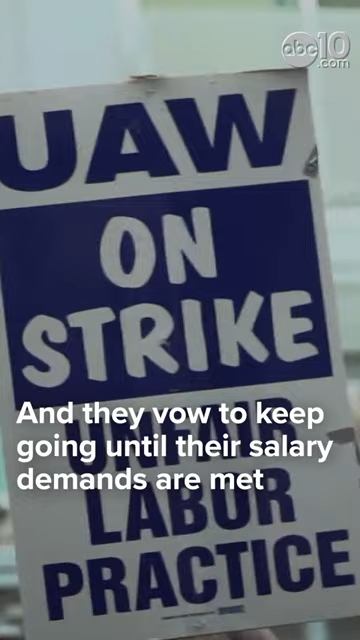 abc10
.com
UAW
ON
STRIKE
And they vow to keep
going until their salary
demands are met
UNFAIR
LABOR
PRACTICE